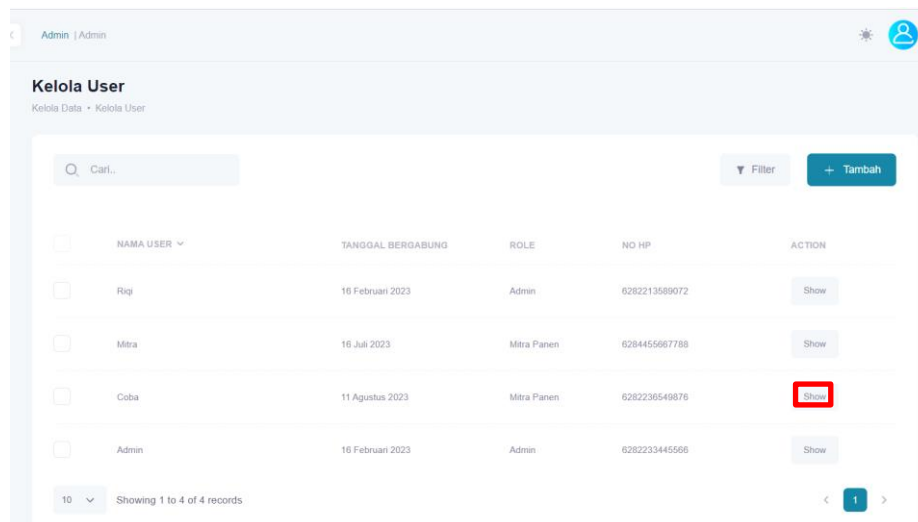 Admin | Admin
Kelola User
Kelola Data • Kelola User
Cari..
Filter
+ Tambah
NAMA USER TANGGAL BERGABUNG ROLE NO HP ACTION
Riqi 16 Februari 2023 Admin 6282213589072 Show
Mitra 16 Juli 2023 Mitra Panen 6284455667788 Show
Coba 11 Agustus 2023 Mitra Panen 6282236549876 Show
Admin 16 Februari 2023 Admin 6282233445566 Show
10 Showing 1 to 4 of 4 records < 1 >